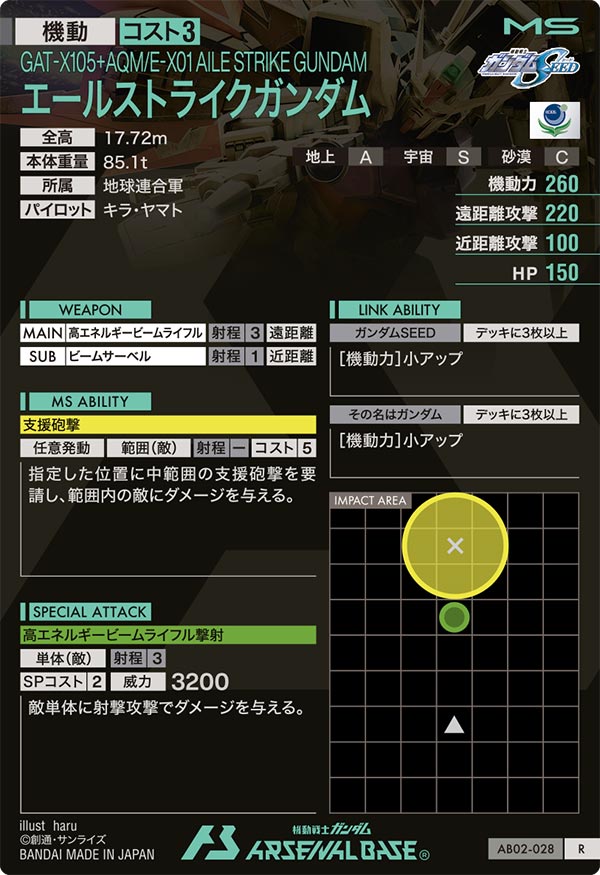 機動 コスト3 MS
GAT-X105+AQM/E-X01 AILE STRIKE GUNDAM
エールストライクガンダム
機動戦士ガンダムSEED
全高 17.72m
本体重量 85.1t
所属 地球連合軍
パイロット キラ・ヤマト
地上 A 宇宙 S 砂漠 C
機動力 260
遠距離攻撃 220
近距離攻撃 100
HP 150
WEAPON
MAIN 高エネルギービームライフル 射程 3 遠距離
SUB ビームサーベル 射程 1 近距離
MS ABILITY
支援砲撃
任意発動 範囲(敵) 射程 ー コスト 5
指定した位置に中範囲の支援砲撃を要
請し、範囲内の敵にダメージを与える。
SPECIAL ATTACK
高エネルギービームライフル撃射
単体(敵) 射程 3
SPコスト 2 威力 3200
敵単体に射撃攻撃でダメージを与える。
LINK ABILITY
ガンダムSEED デッキに3枚以上
[機動力]小アップ
その名はガンダム デッキに3枚以上
[機動力]小アップ
IMPACT AREA
illust haru
©創通・サンライズ
BANDAI MADE IN JAPAN
機動戦士ガンダム
ARSENAL BASE®
AB02-028 R